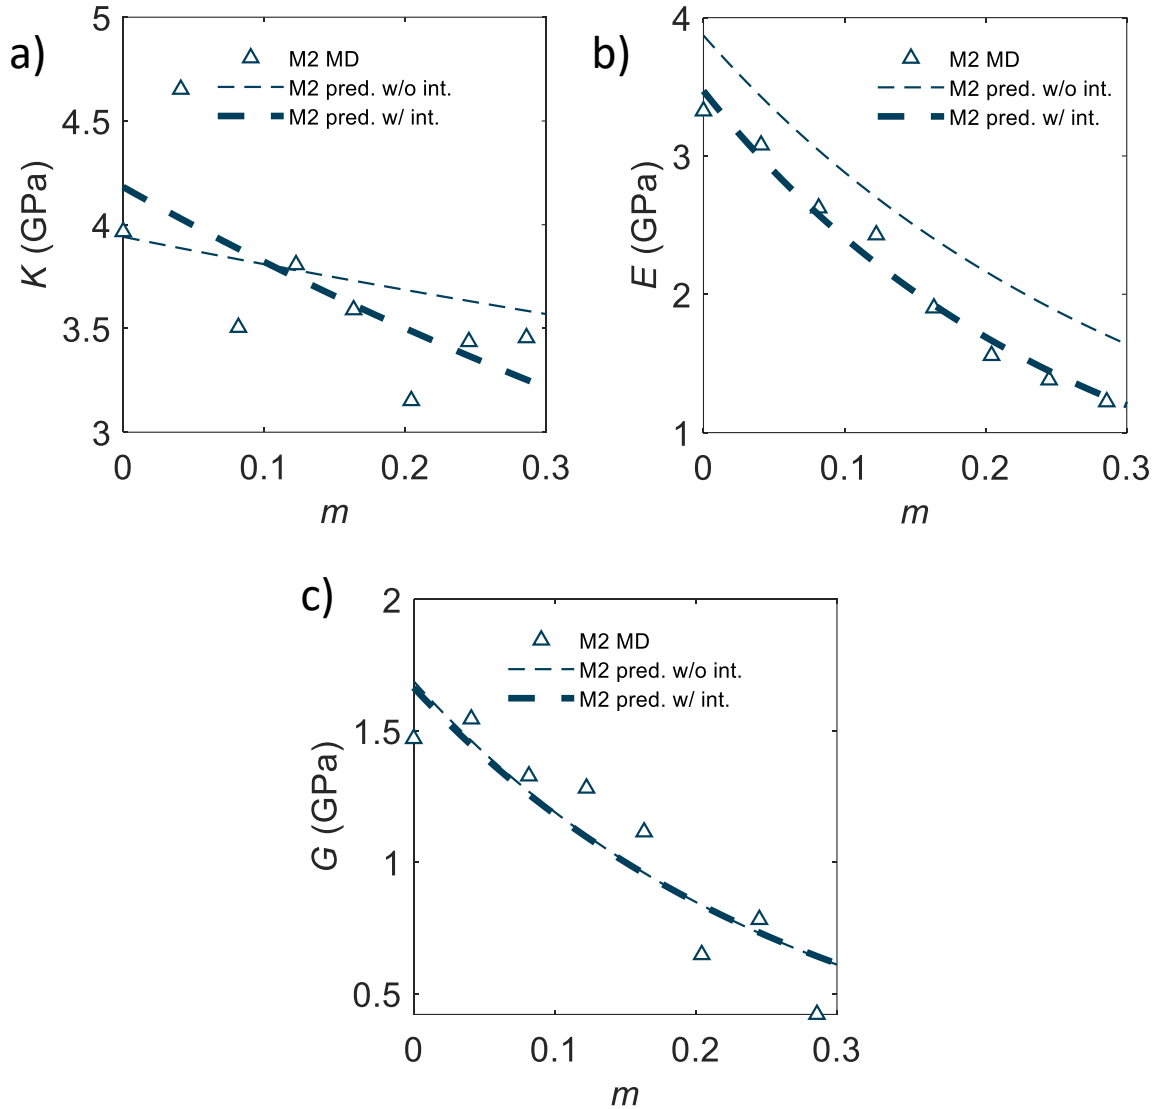 a)
5
4.5
4
3.5
3
K (GPa)
M2 MD
M2 pred. w/o int.
M2 pred. w/ int.
0
0.1
0.2
0.3
m
b)
4
3
2
1
E (GPa)
M2 MD
M2 pred. w/o int.
M2 pred. w/ int.
0
0.1
0.2
0.3
m
c)
2
1.5
1
0.5
G (GPa)
M2 MD
M2 pred. w/o int.
M2 pred. w/ int.
0
0.1
0.2
0.3
m